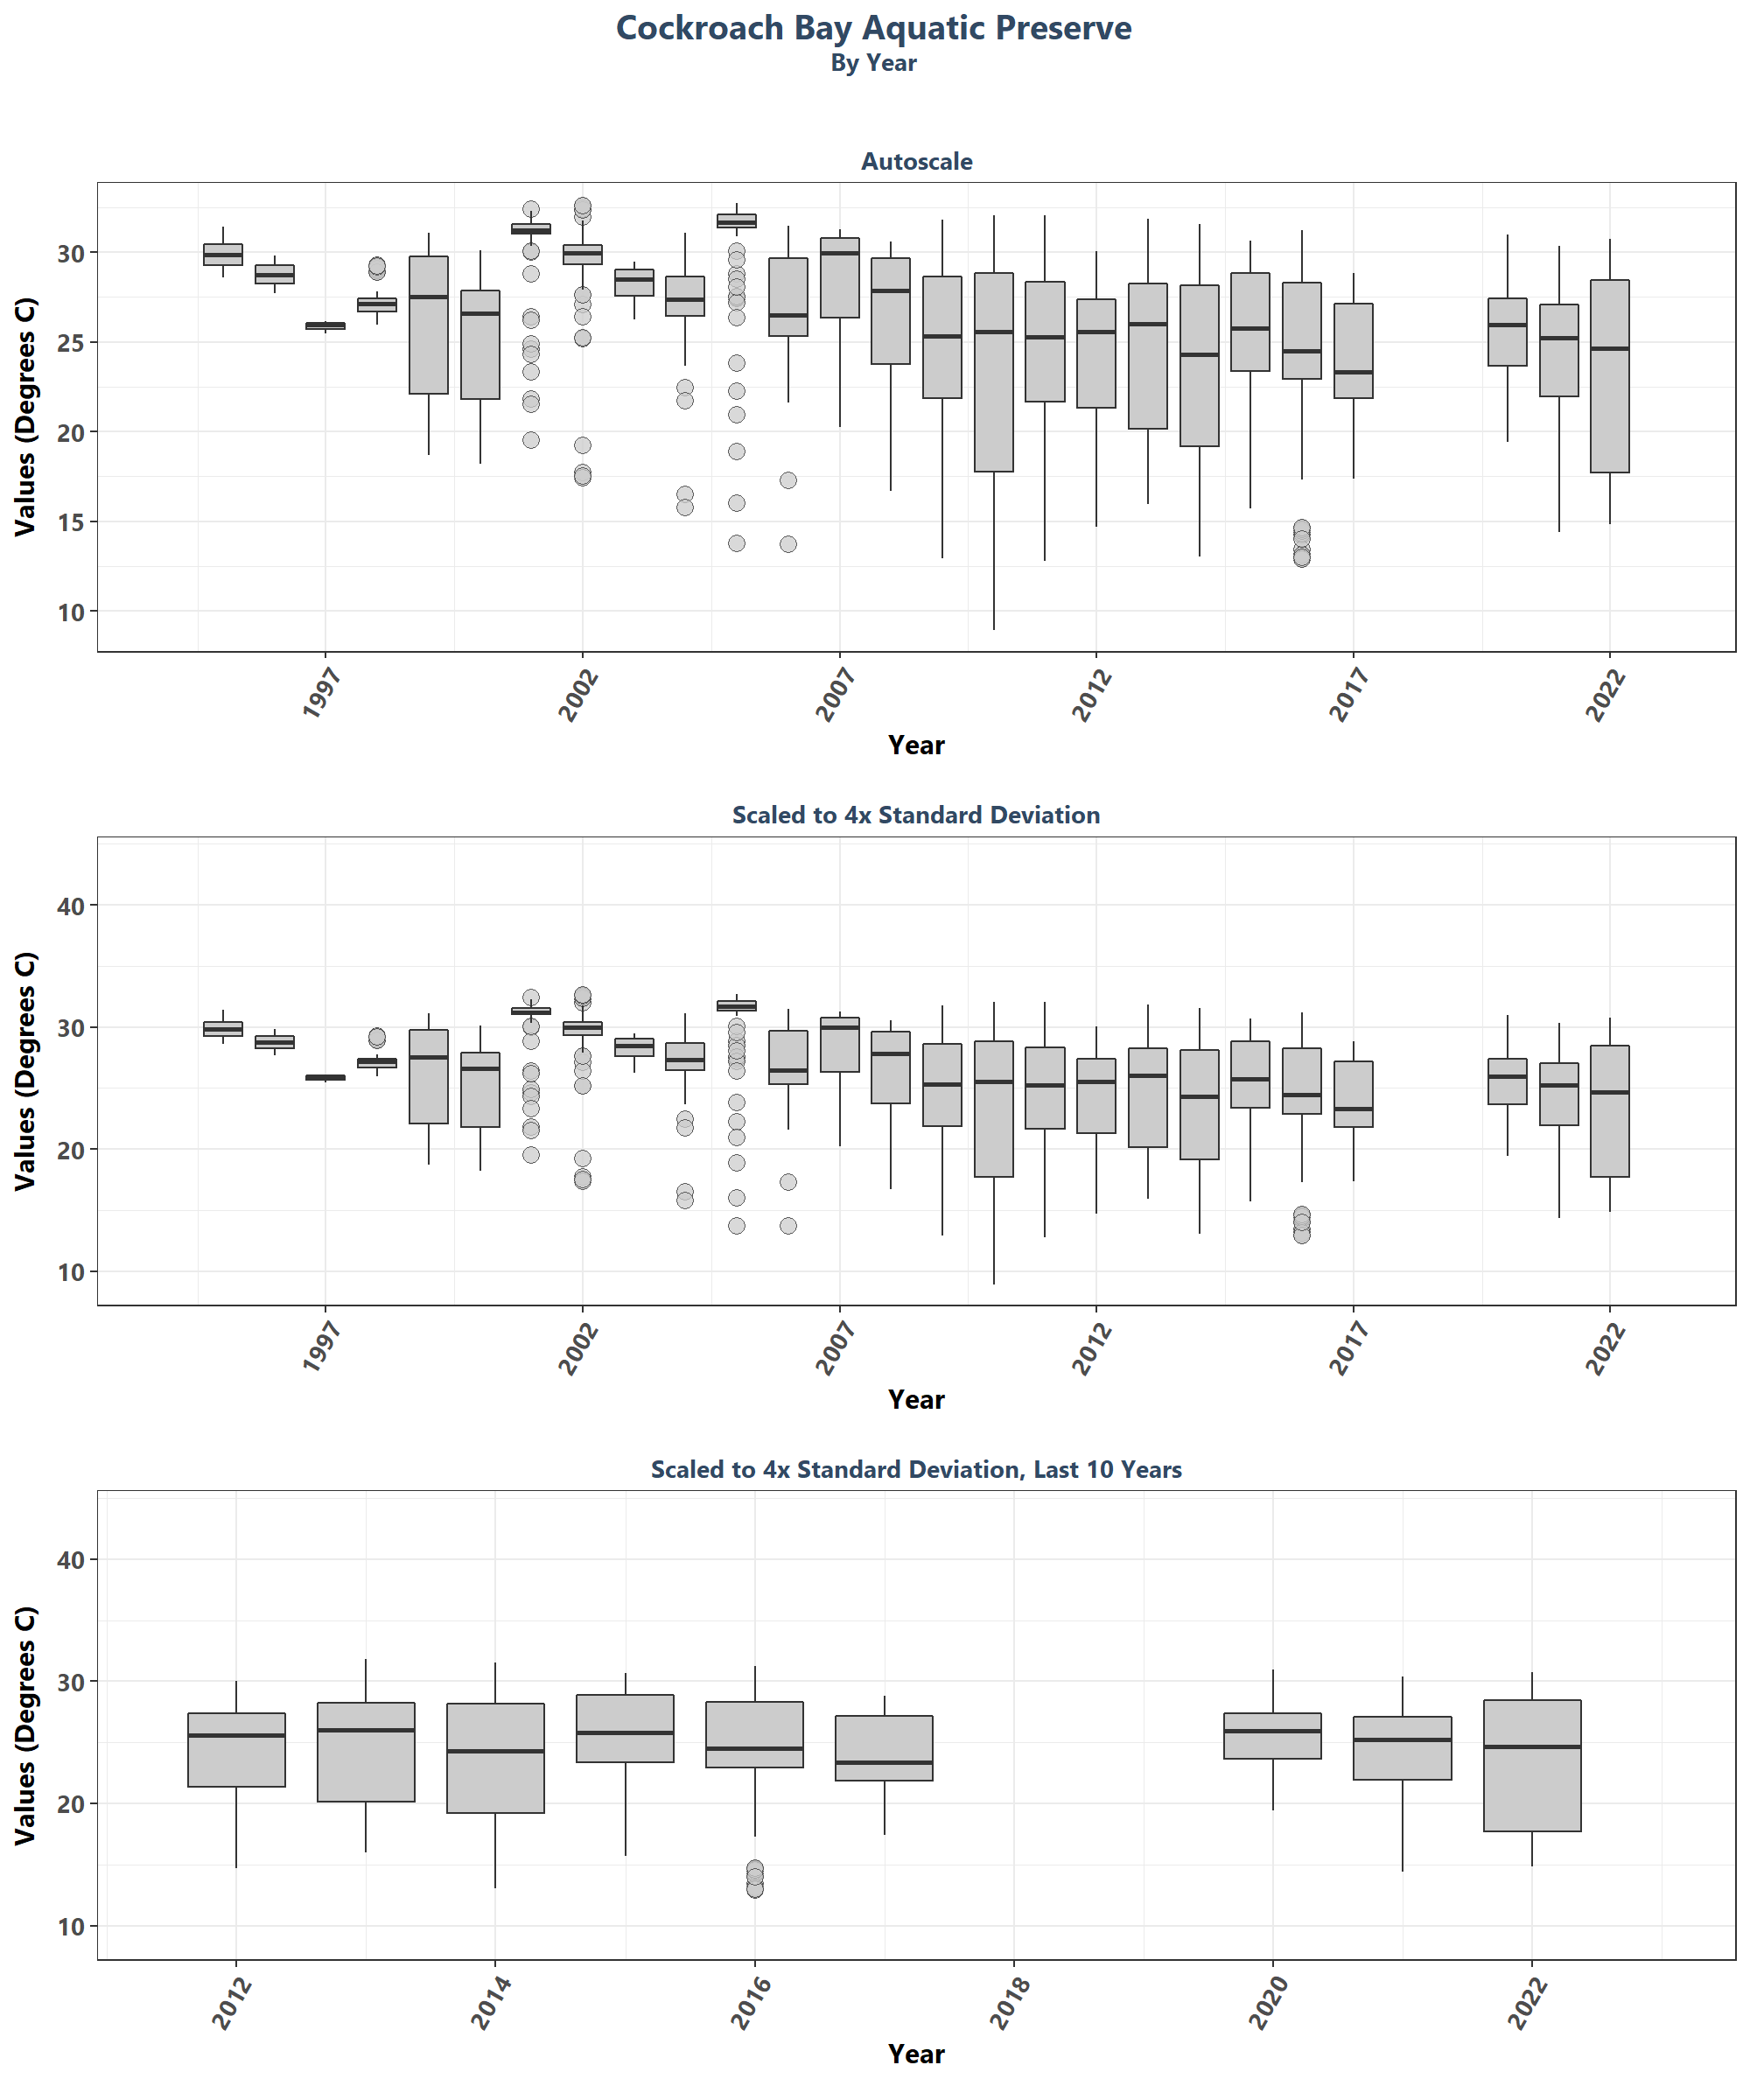 Cockroach Bay Aquatic Preserve
By Year
Autoscale
Values (Degrees C)
30
25
20
15
10
1997
2002
2007
2012
2017
2022
Year
Scaled to 4x Standard Deviation
Values (Degrees C)
40
30
20
10
1997
2002
2007
2012
2017
2022
Year
Scaled to 4x Standard Deviation, Last 10 Years
Values (Degrees C)
40
30
20
10
2012
2014
2016
2018
2020
2022
Year